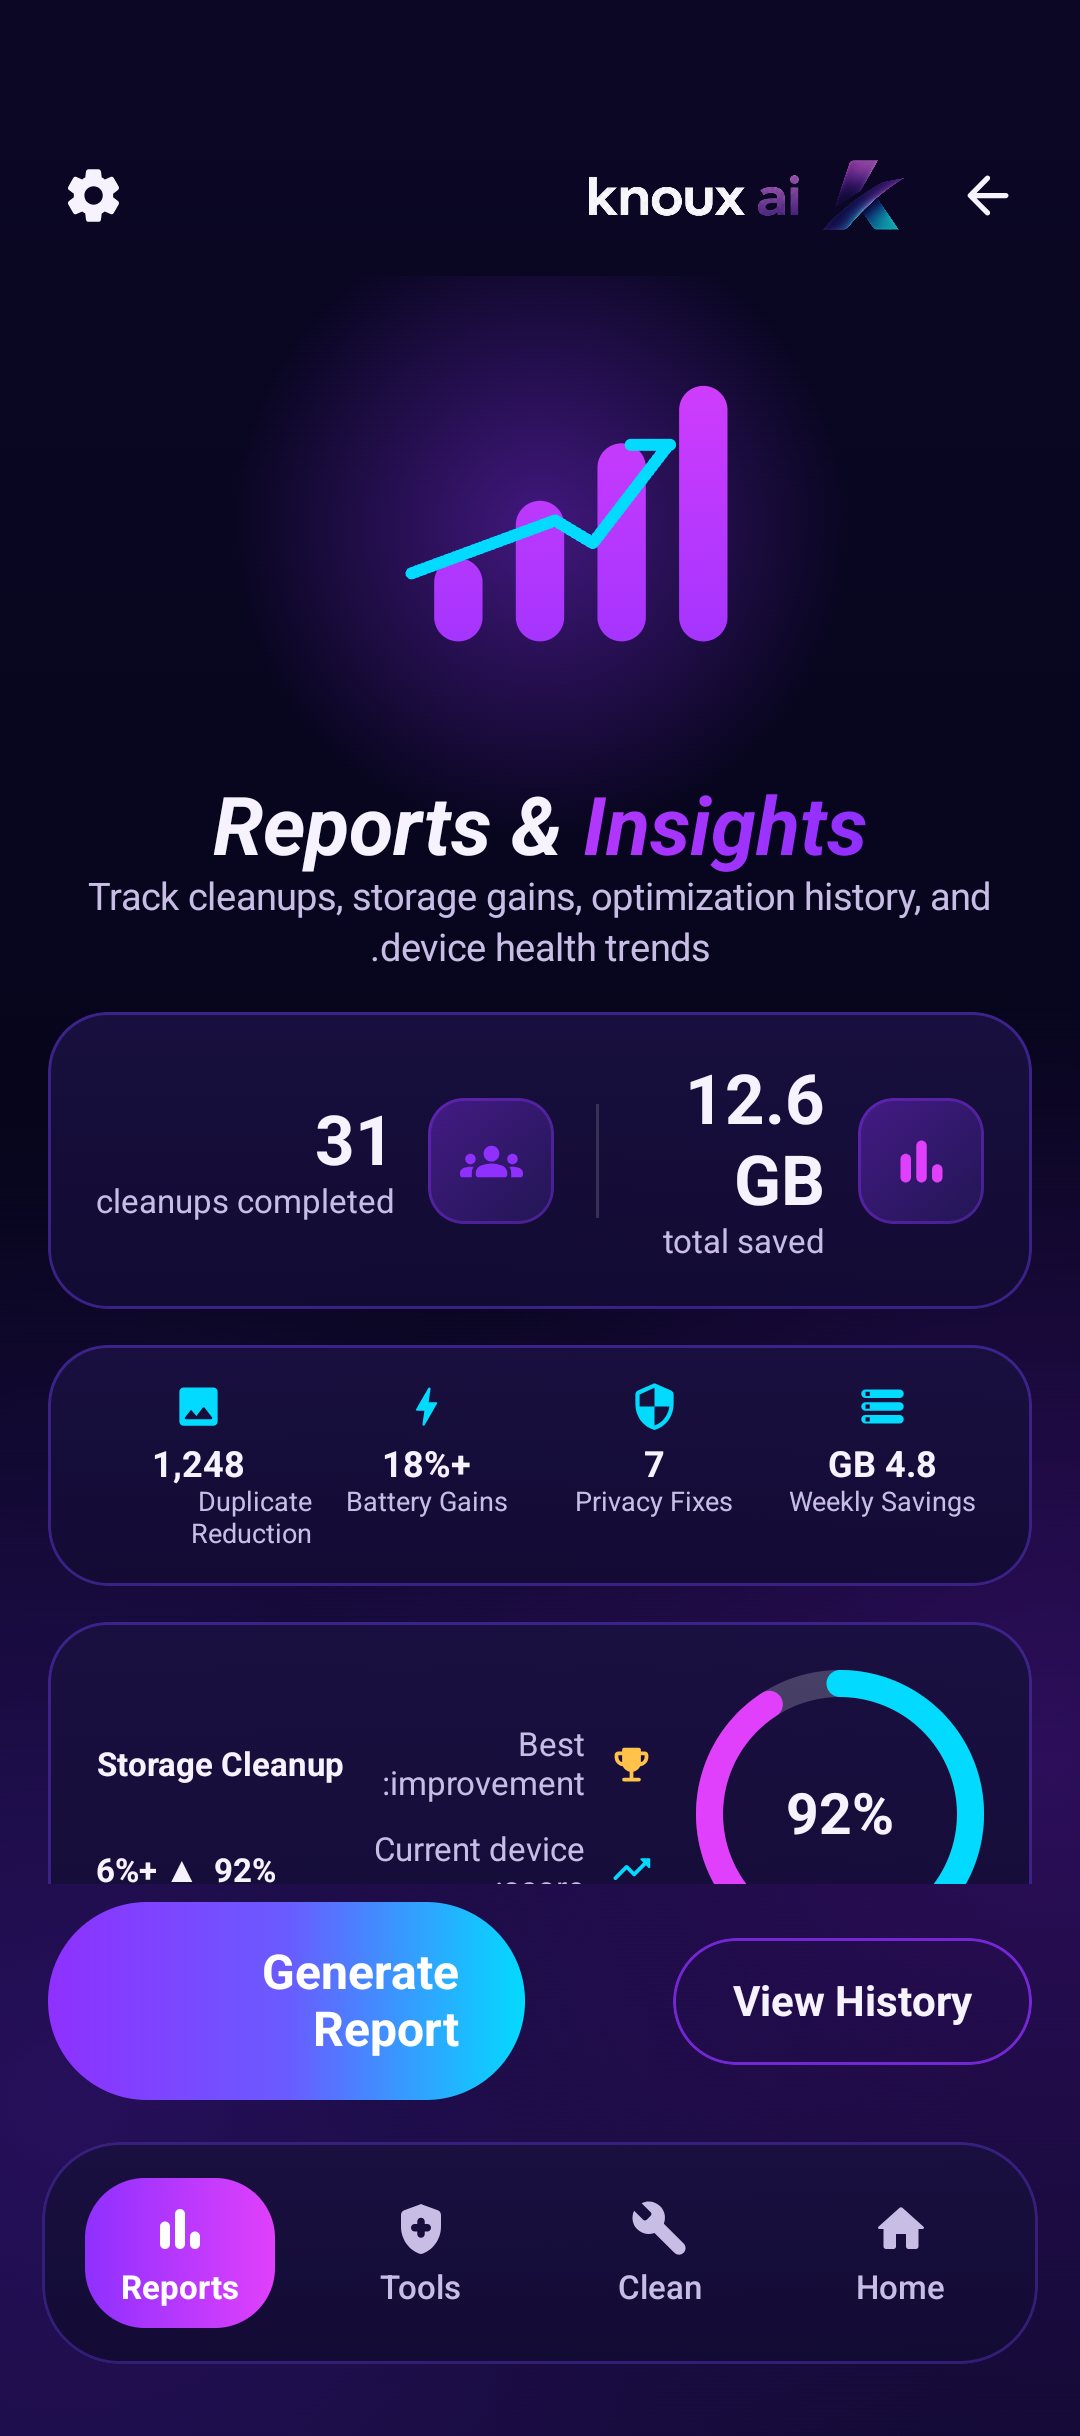 knoux ai
Reports & Insights
Track cleanups, storage gains, optimization history, and
.device health trends
12.6
GB
total saved
31
cleanups completed
GB 4.8
Weekly Savings
7
Privacy Fixes
18%+
Battery Gains
1,248
Duplicate
Reduction
92%
Best
:improvement
Storage Cleanup
Current device
6%+ ▲ 92%
View History
Generate
Report
Home
Clean
Tools
Reports